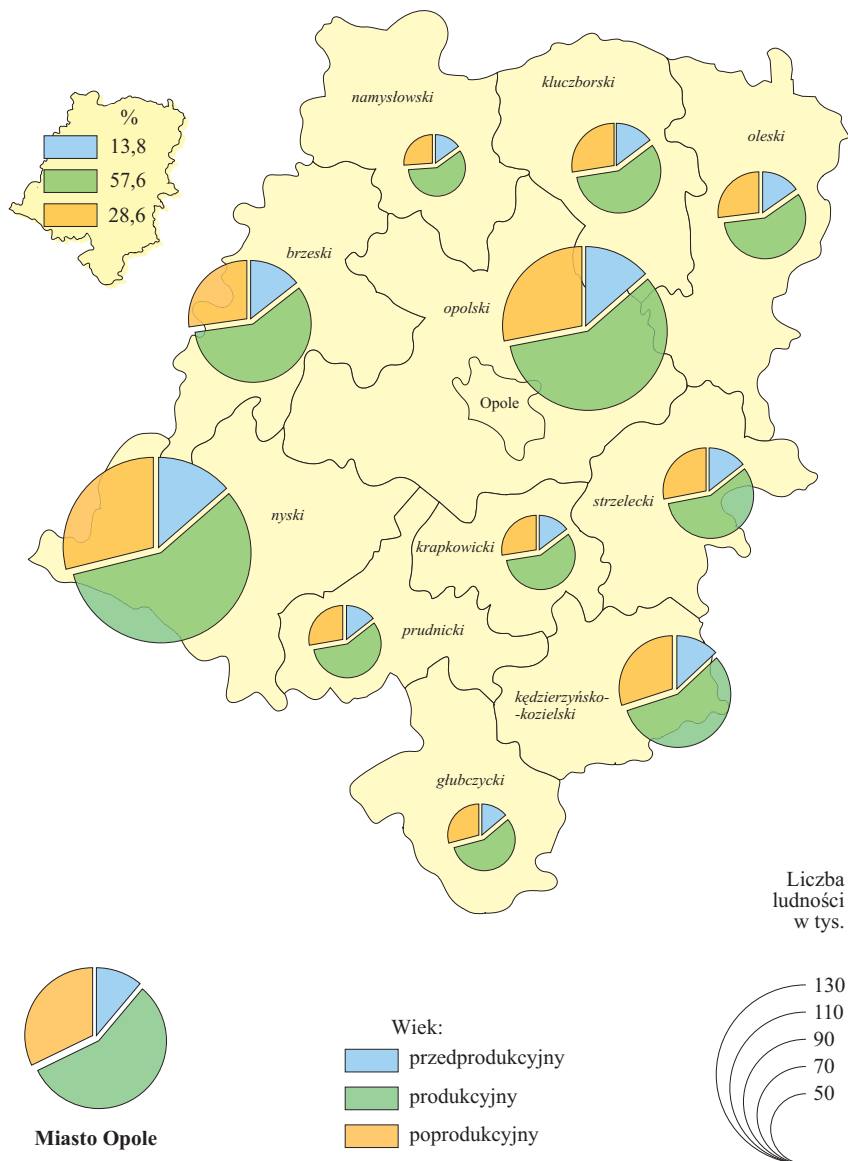 namysłowski
kluczborski
oleski
%
13,8
57,6
28,6
brzeski
opolski
Opole
nyski
strzelecki
krapkowicki
prudnicki
kędzierzyńsko-
-kozielski
głubczycki
Liczba
ludności
w tys.
130
110
90
70
50
Wiek:
przedprodukcyjny
produkcyjny
poprodukcyjny
Miasto Opole